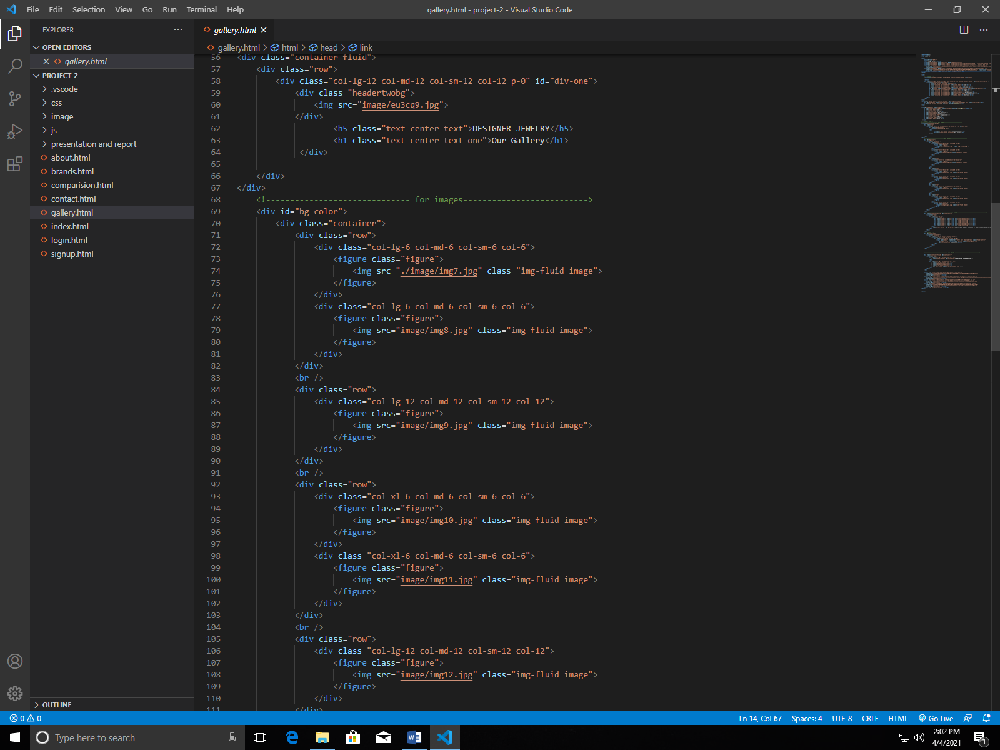 File Edit Selection View Go Run Terminal Help
gallery.html - project-2 - Visual Studio Code
EXPLORER
OPEN EDITORS
gallery.html
PROJECT-2
.vscode
css
image
js
presentation and report
about.html
brands.html
comparision.html
contact.html
gallery.html
index.html
login.html
signup.html
OUTLINE
gallery.html
gallery.html > html > head > link
56 <div class="container-fluid">
57 <div class="row">
58 <div class="col-lg-12 col-md-12 col-sm-12 col-12 p-0" id="div-one">
59 <div class="headertwobg">
60 <img src="image/eu3cq9.jpg">
61 </div>
62 <h5 class="text-center text">DESIGNER JEWELRY</h5>
63 <h1 class="text-center text-one">Our Gallery</h1>
64 </div>
65
66 </div>
67 </div>
68 <!------------------------------ for images-------------------------->
69 <div id="bg-color">
70 <div class="container">
71 <div class="row">
72 <div class="col-lg-6 col-md-6 col-sm-6 col-6">
73 <figure class="figure">
74 <img src="./image/img7.jpg" class="img-fluid image">
75 </figure>
76 </div>
77 <div class="col-lg-6 col-md-6 col-sm-6 col-6">
78 <figure class="figure">
79 <img src="image/img8.jpg" class="img-fluid image">
80 </figure>
81 </div>
82 </div>
83 <br />
84 <div class="row">
85 <div class="col-lg-12 col-md-12 col-sm-12 col-12">
86 <figure class="figure">
87 <img src="image/img9.jpg" class="img-fluid image">
88 </figure>
89 </div>
90 </div>
91 <br />
92 <div class="row">
93 <div class="col-xl-6 col-md-6 col-sm-6 col-6">
94 <figure class="figure">
95 <img src="image/img10.jpg" class="img-fluid image">
96 </figure>
97 </div>
98 <div class="col-xl-6 col-md-6 col-sm-6 col-6">
99 <figure class="figure">
100 <img src="image/img11.jpg" class="img-fluid image">
101 </figure>
102 </div>
103 </div>
104 <br />
105 <div class="row">
106 <div class="col-lg-12 col-md-12 col-sm-12 col-12">
107 <figure class="figure">
108 <img src="image/img12.jpg" class="img-fluid image">
109 </figure>
110 </div>
111 </div>
0 0
Ln 14, Col 67 Spaces: 4 UTF-8 CRLF HTML Go Live
Type here to search
2:02 PM
4/4/2021
1